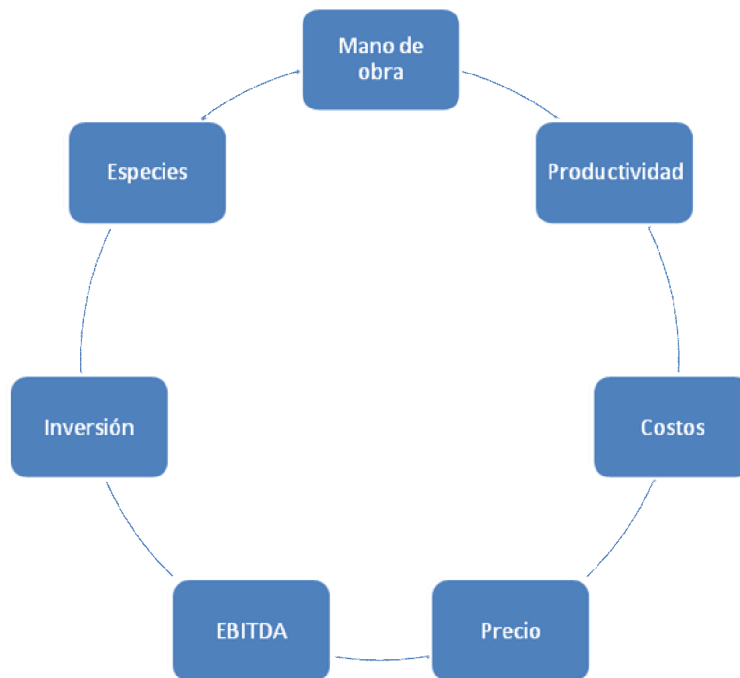 Mano de
obra
Productividad
Costos
Precio
EBITDA
Inversión
Especies